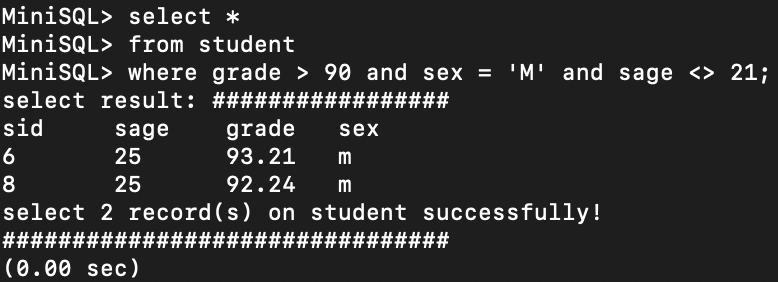 MiniSQL> select *
MiniSQL> from student
MiniSQL> where grade > 90 and sex = 'M' and sage <> 21;
select result: #################
sid     sage    grade   sex
6       25      93.21   m
8       25      92.24   m
select 2 record(s) on student successfully!
################################
(0.00 sec)